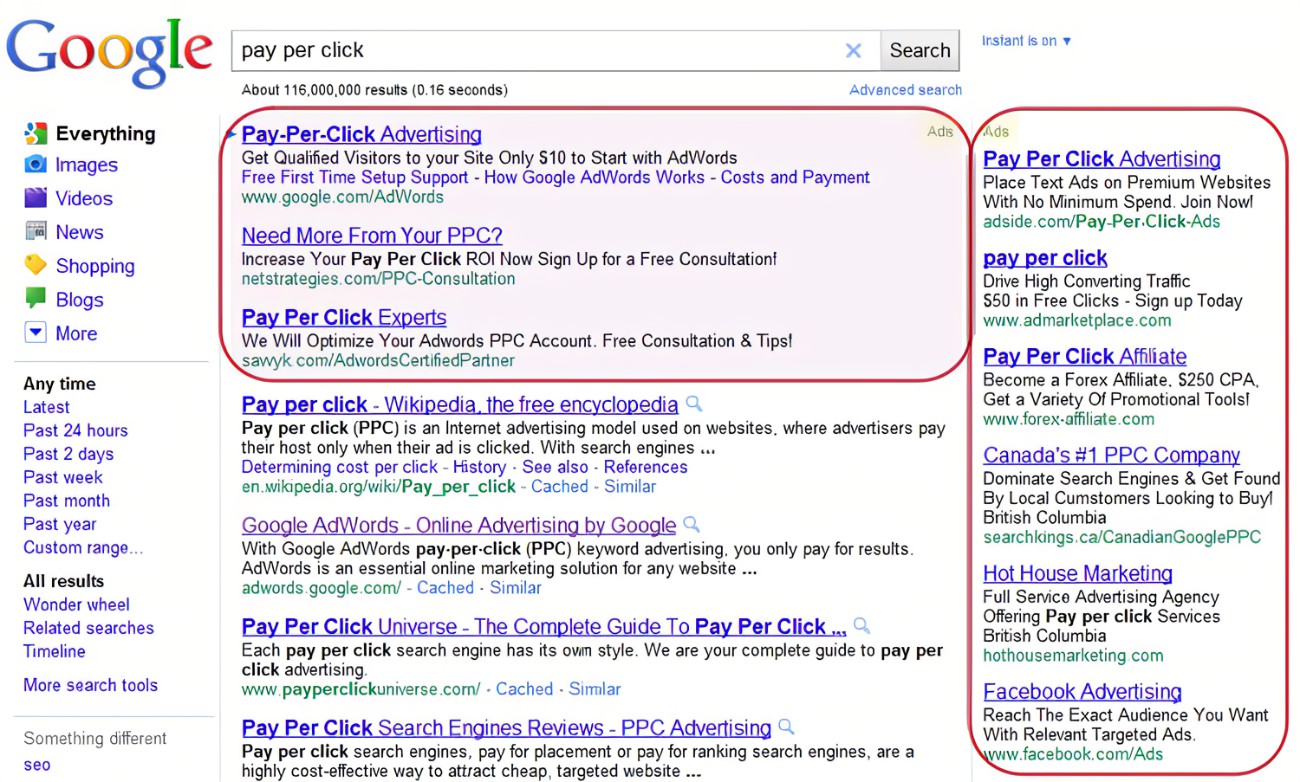 Google
pay per click
Search
Instant is on ▼
About 116,000,000 results (0.16 seconds)
Advanced search
Everything
Images
Videos
News
Shopping
Blogs
More
Any time
Latest
Past 24 hours
Past 2 days
Past week
Past month
Past year
Custom range...
All results
Wonder wheel
Related searches
Timeline
More search tools
Something different
seo
Ads
Pay-Per-Click Advertising
Get Qualified Visitors to your Site Only $10 to Start with AdWords
Free First Time Setup Support - How Google AdWords Works - Costs and Payment
www.google.com/AdWords
Need More From Your PPC?
Increase Your Pay Per Click ROI Now Sign Up for a Free Consultation!
netstrategies.com/PPC-Consultation
Pay Per Click Experts
We Will Optimize Your Adwords PPC Account. Free Consultation & Tips!
savvyk.com/AdwordsCertifiedPartner
Pay per click - Wikipedia, the free encyclopedia
Pay per click (PPC) is an Internet advertising model used on websites, where advertisers pay
their host only when their ad is clicked. With search engines ...
Determining cost per click - History - See also - References
en.wikipedia.org/wiki/Pay_per_click - Cached - Similar
Google AdWords - Online Advertising by Google
With Google AdWords pay-per-click (PPC) keyword advertising, you only pay for results.
AdWords is an essential online marketing solution for any website ...
adwords.google.com/ - Cached - Similar
Pay Per Click Universe - The Complete Guide To Pay Per Click ...
Each pay per click search engine has its own style. We are your complete guide to pay per
click advertising.
www.payperclickuniverse.com/ - Cached - Similar
Pay Per Click Search Engines Reviews - PPC Advertising
Pay per click search engines, pay for placement or pay for ranking search engines, are a
highly cost-effective way to attract cheap, targeted website ...
Ads
Pay Per Click Advertising
Place Text Ads on Premium Websites
With No Minimum Spend. Join Now!
adside.com/Pay-Per-Click-Ads
pay per click
Drive High Converting Traffic
$50 in Free Clicks - Sign up Today
www.admarketplace.com
Pay Per Click Affiliate
Become a Forex Affiliate, $250 CPA,
Get a Variety Of Promotional Tools!
www.forex-affiliate.com
Canada's #1 PPC Company
Dominate Search Engines & Get Found
By Local Cumstomers Looking to Buy!
British Columbia
searchkings.ca/CanadianGooglePPC
Hot House Marketing
Full Service Advertising Agency
Offering Pay per click Services
British Columbia
hothousemarketing.com
Facebook Advertising
Reach The Exact Audience You Want
With Relevant Targeted Ads.
www.facebook.com/Ads